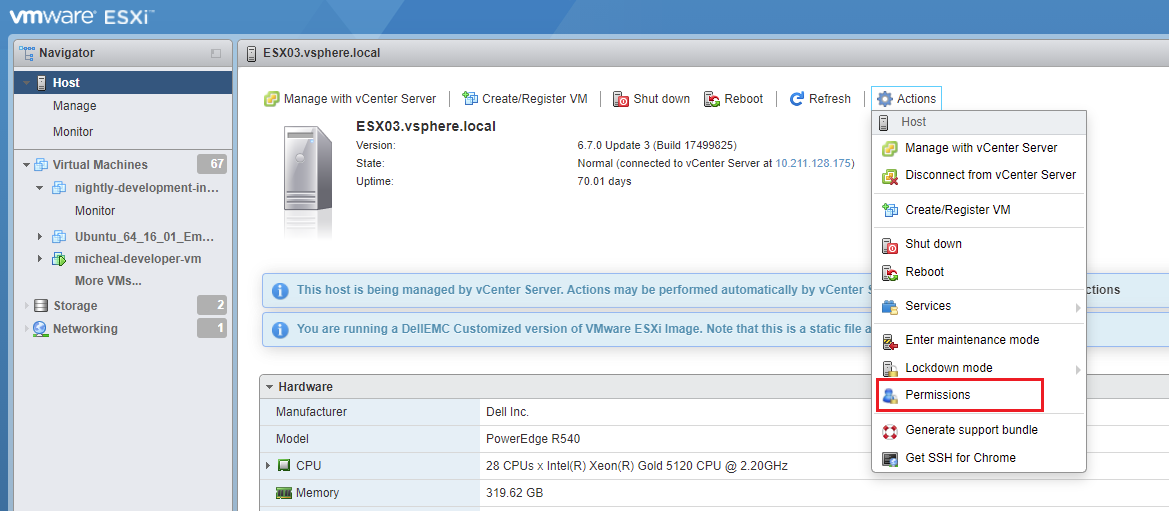 vmware ESXi™
Navigator
Host
Manage
Monitor
Virtual Machines 67
nightly-development-in...
Monitor
Ubuntu_64_16_01_Em...
micheal-developer-vm
More VMs...
Storage 2
Networking 1
ESX03.vsphere.local
Manage with vCenter Server Create/Register VM Shut down Reboot Refresh Actions
ESX03.vsphere.local
Version: 6.7.0 Update 3 (Build 17499825)
State: Normal (connected to vCenter Server at 10.211.128.175)
Uptime: 70.01 days
This host is being managed by vCenter Server. Actions may be performed automatically by vCenter S ctions
You are running a DellEMC Customized version of VMware ESXi Image. Note that this is a static file a
Hardware
Manufacturer Dell Inc.
Model PowerEdge R540
CPU 28 CPUs x Intel(R) Xeon(R) Gold 5120 CPU @ 2.20GHz
Memory 319.62 GB
Host
Manage with vCenter Server
Disconnect from vCenter Server
Create/Register VM
Shut down
Reboot
Services
Enter maintenance mode
Lockdown mode
Permissions
Generate support bundle
Get SSH for Chrome